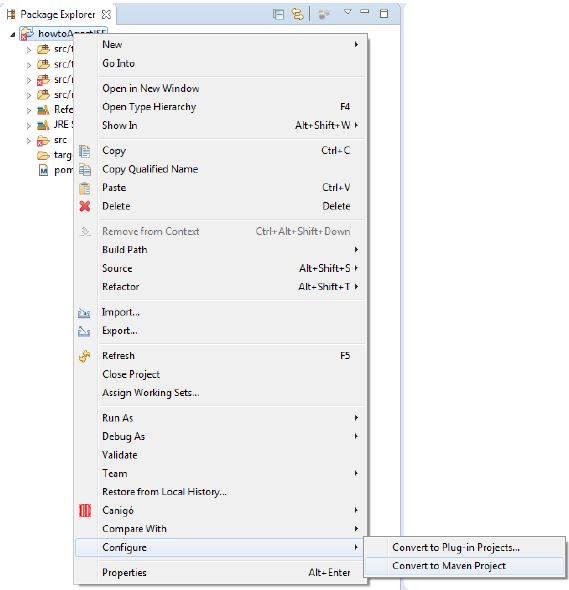 Package Explorer
howtoAgentJSF
New
Go Into
src/
src/
src/
src/
Refe
JRE S
src
targ
pom
Open in New Window
Open Type Hierarchy F4
Show In Alt+Shift+W
Copy Ctrl+C
Copy Qualified Name
Paste Ctrl+V
Delete Delete
Remove from Context Ctrl+Alt+Shift+Down
Build Path
Source Alt+Shift+S
Refactor Alt+Shift+T
Import...
Export...
Refresh F5
Close Project
Assign Working Sets...
Run As
Debug As
Validate
Team
Restore from Local History...
Canigó
Compare With
Configure
Convert to Plug-in Projects...
Convert to Maven Project
Properties Alt+Enter